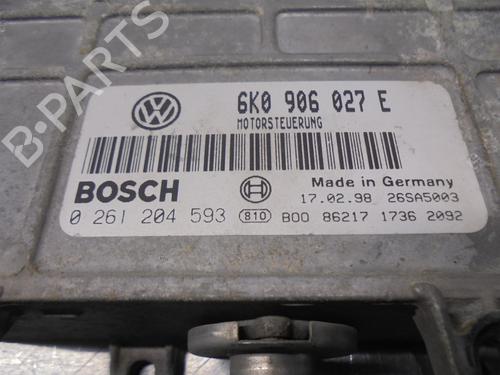 B-PARTS
VW
6K0 906 027 E
MOTORSTEUERUNG
BOSCH
Made in Germany
17.02.98 26SA5003
0 261 204 593 810 B00 86217 1736 2092